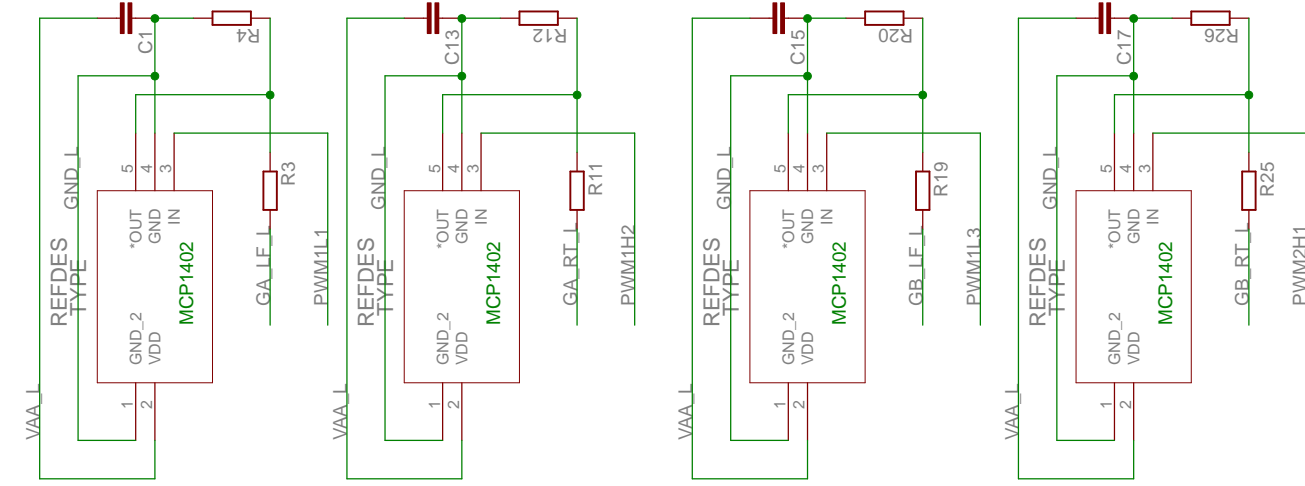 C1
R4
GND_L
5
4
3
R3
*OUT
GND
IN
REFDES
TYPE
MCP1402
GA_LF_L
PWM1L1
GND_2
VDD
VAA_L
1
2
C13
R12
GND_L
5
4
3
R11
*OUT
GND
IN
REFDES
TYPE
MCP1402
GA_RT_L
PWM1H2
GND_2
VDD
VAA_L
1
2
C15
R20
GND_L
5
4
3
R19
*OUT
GND
IN
REFDES
TYPE
MCP1402
GB_LF_L
PWM1L3
GND_2
VDD
VAA_L
1
2
C17
R26
GND_L
5
4
3
R25
*OUT
GND
IN
REFDES
TYPE
MCP1402
GB_RT_L
PWM2H1
GND_2
VDD
VAA_L
1
2